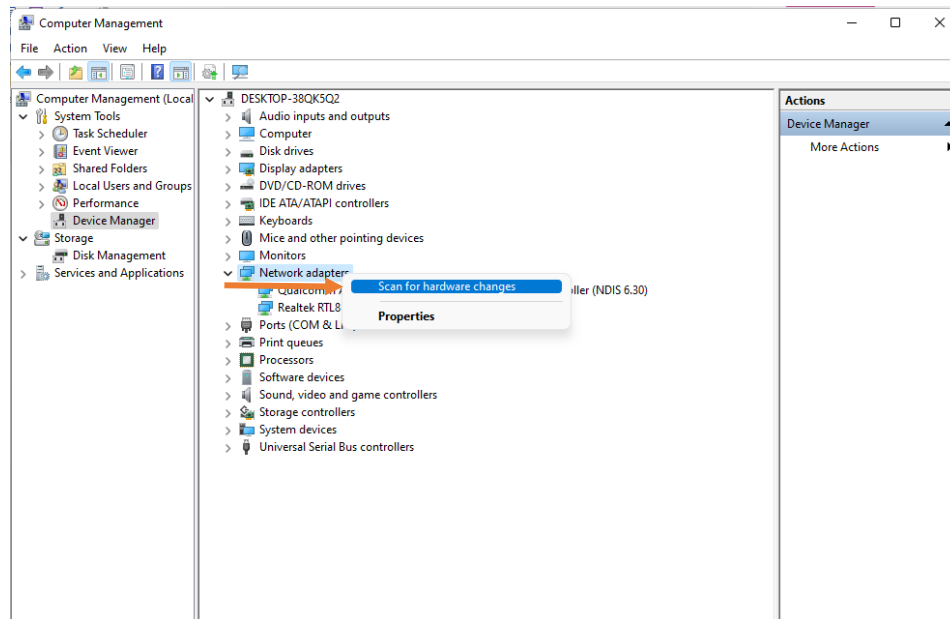 Computer Management
File Action View Help
Computer Management (Local
System Tools
Task Scheduler
Event Viewer
Shared Folders
Local Users and Groups
Performance
Device Manager
Storage
Disk Management
Services and Applications
DESKTOP-38QK5Q2
Audio inputs and outputs
Computer
Disk drives
Display adapters
DVD/CD-ROM drives
IDE ATA/ATAPI controllers
Keyboards
Mice and other pointing devices
Monitors
Network adapters
Qualcomm A ller (NDIS 6.30)
Realtek RTL8
Ports (COM & L
Print queues
Processors
Software devices
Sound, video and game controllers
Storage controllers
System devices
Universal Serial Bus controllers
Scan for hardware changes
Properties
Actions
Device Manager
More Actions